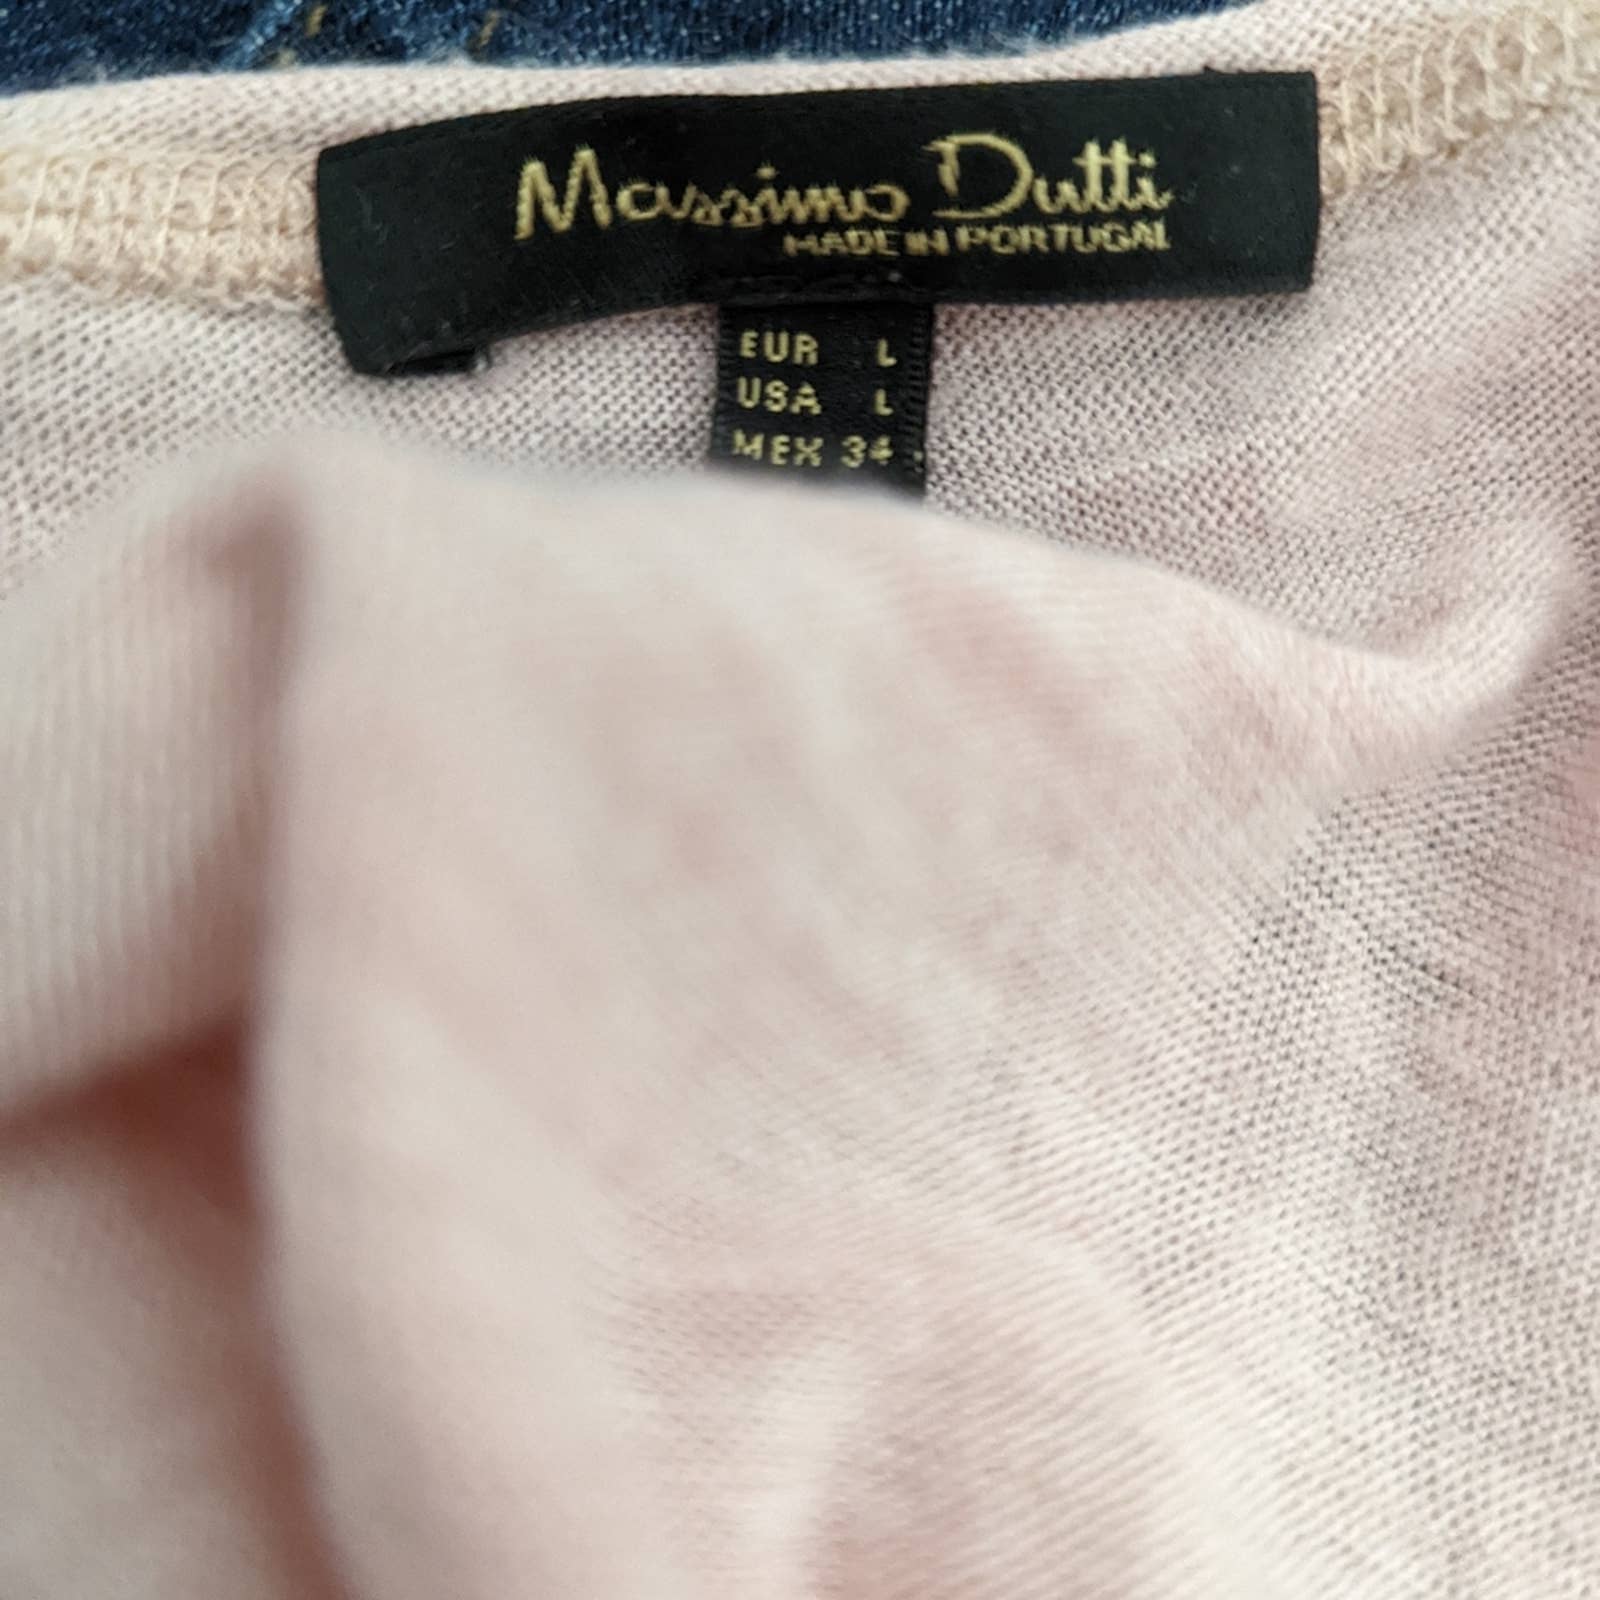 Massimo Dutti
MADE IN PORTUGAL
EUR L
USA L
MEX 34